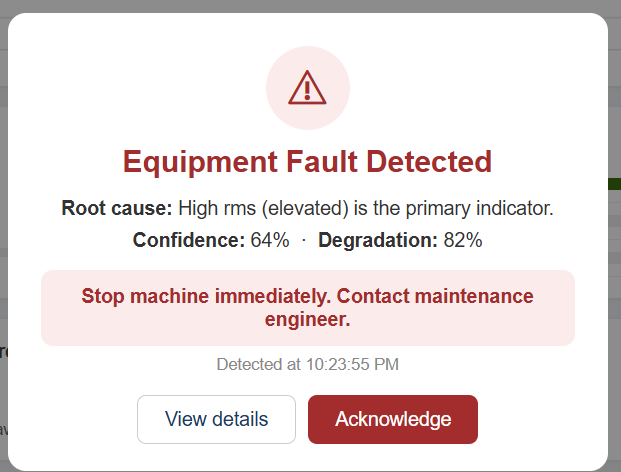 Equipment Fault Detected
Root cause: High rms (elevated) is the primary indicator.
Confidence: 64% · Degradation: 82%
Stop machine immediately. Contact maintenance
engineer.
Detected at 10:23:55 PM
View details Acknowledge